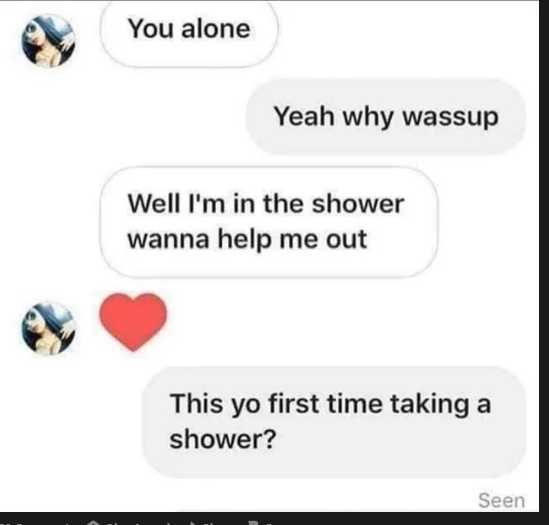 You alone
Yeah why wassup
Well I'm in the shower
wanna help me out
This yo first time taking a
shower?
Seen